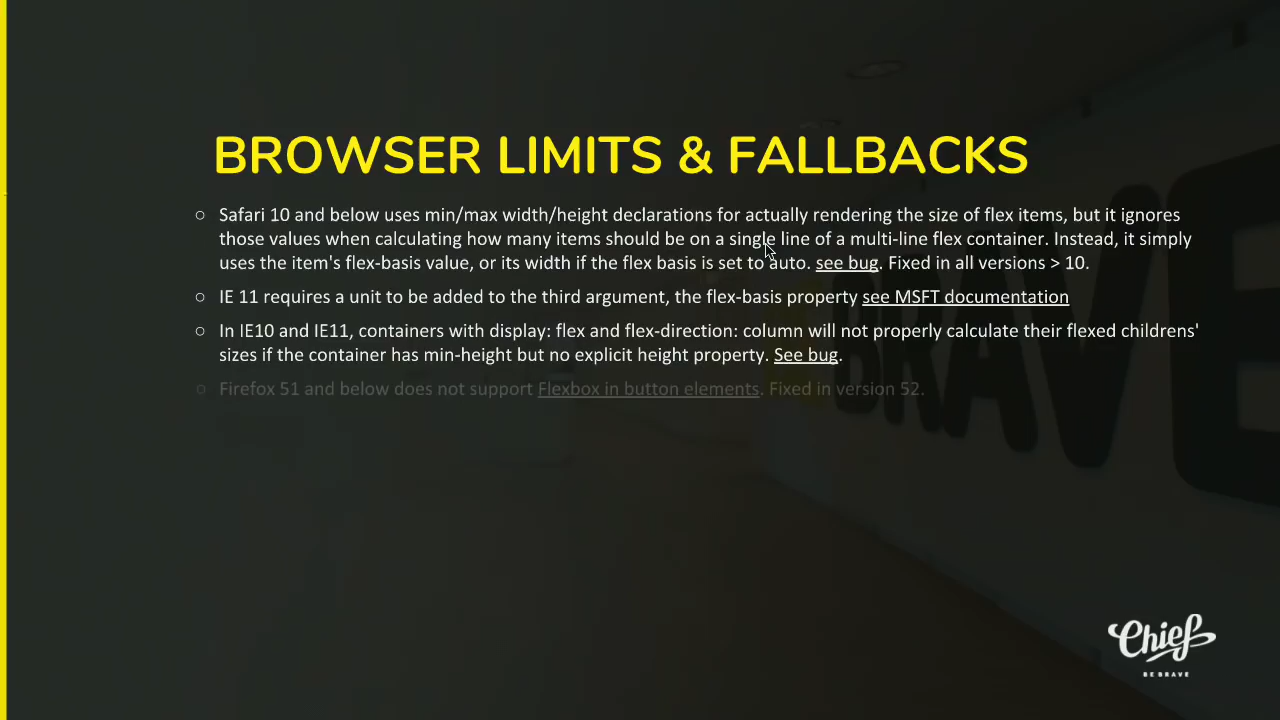 BROWSER LIMITS & FALLBACKS
Safari 10 and below uses min/max width/height declarations for actually rendering the size of flex items, but it ignores
those values when calculating how many items should be on a single line of a multi-line flex container. Instead, it simply
uses the item's flex-basis value, or its width if the flex basis is set to auto. see bug. Fixed in all versions > 10.
IE 11 requires a unit to be added to the third argument, the flex-basis property see MSFT documentation
In IE10 and IE11, containers with display: flex and flex-direction: column will not properly calculate their flexed childrens'
sizes if the container has min-height but no explicit height property. See bug.
Firefox 51 and below does not support Flexbox in button elements. Fixed in version 52.
BRAVE
Chief
BE BRAVE